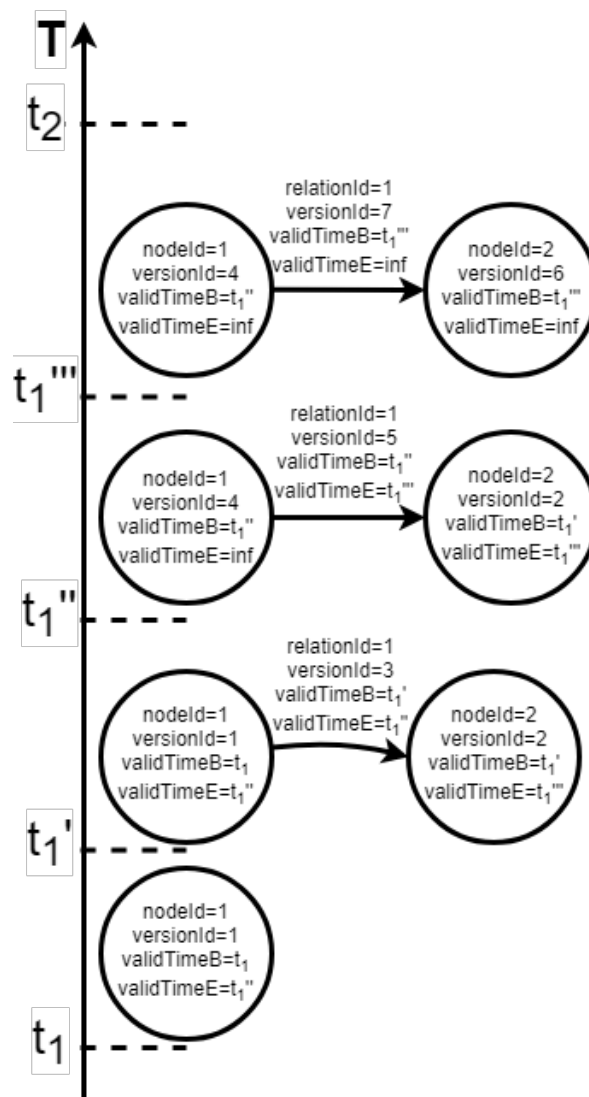 T
t₂
relationId=1
versionId=7
validTimeB=t₁'''
validTimeE=inf
nodeId=1
versionId=4
validTimeB=t₁''
validTimeE=inf
nodeId=2
versionId=6
validTimeB=t₁'''
validTimeE=inf
t₁'''
relationId=1
versionId=5
validTimeB=t₁''
validTimeE=t₁'''
nodeId=1
versionId=4
validTimeB=t₁''
validTimeE=inf
nodeId=2
versionId=2
validTimeB=t₁'
validTimeE=t₁'''
t₁''
relationId=1
versionId=3
validTimeB=t₁'
validTimeE=t₁''
nodeId=1
versionId=1
validTimeB=t₁
validTimeE=t₁''
nodeId=2
versionId=2
validTimeB=t₁'
validTimeE=t₁'''
t₁'
nodeId=1
versionId=1
validTimeB=t₁
validTimeE=t₁''
t₁